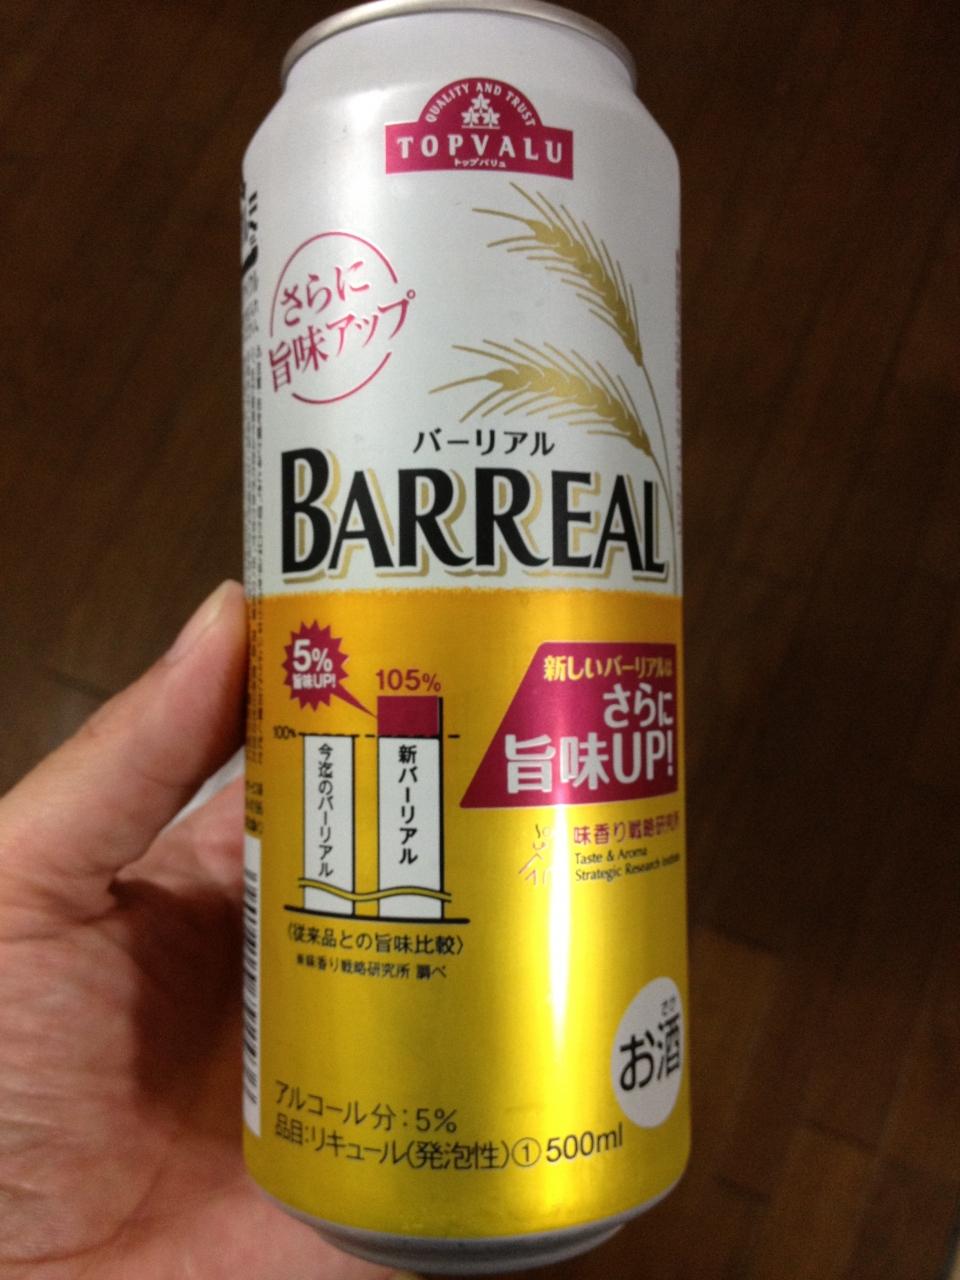 QUALITY AND TRUST
TOPVALU
トップバリュ
さらに
旨味アップ
バーリアル
BARREAL
5%
旨味UP!
105%
100%
今迄のバーリアル
新バーリアル
新しいバーリアルは
さらに
旨味UP!
味香り戦略研究所
Taste & Aroma
Strategic Research Institute
〈従来品との旨味比較〉
※味香り戦略研究所 調べ
さけ
お酒
アルコール分:5%
品目:リキュール(発泡性)①500ml